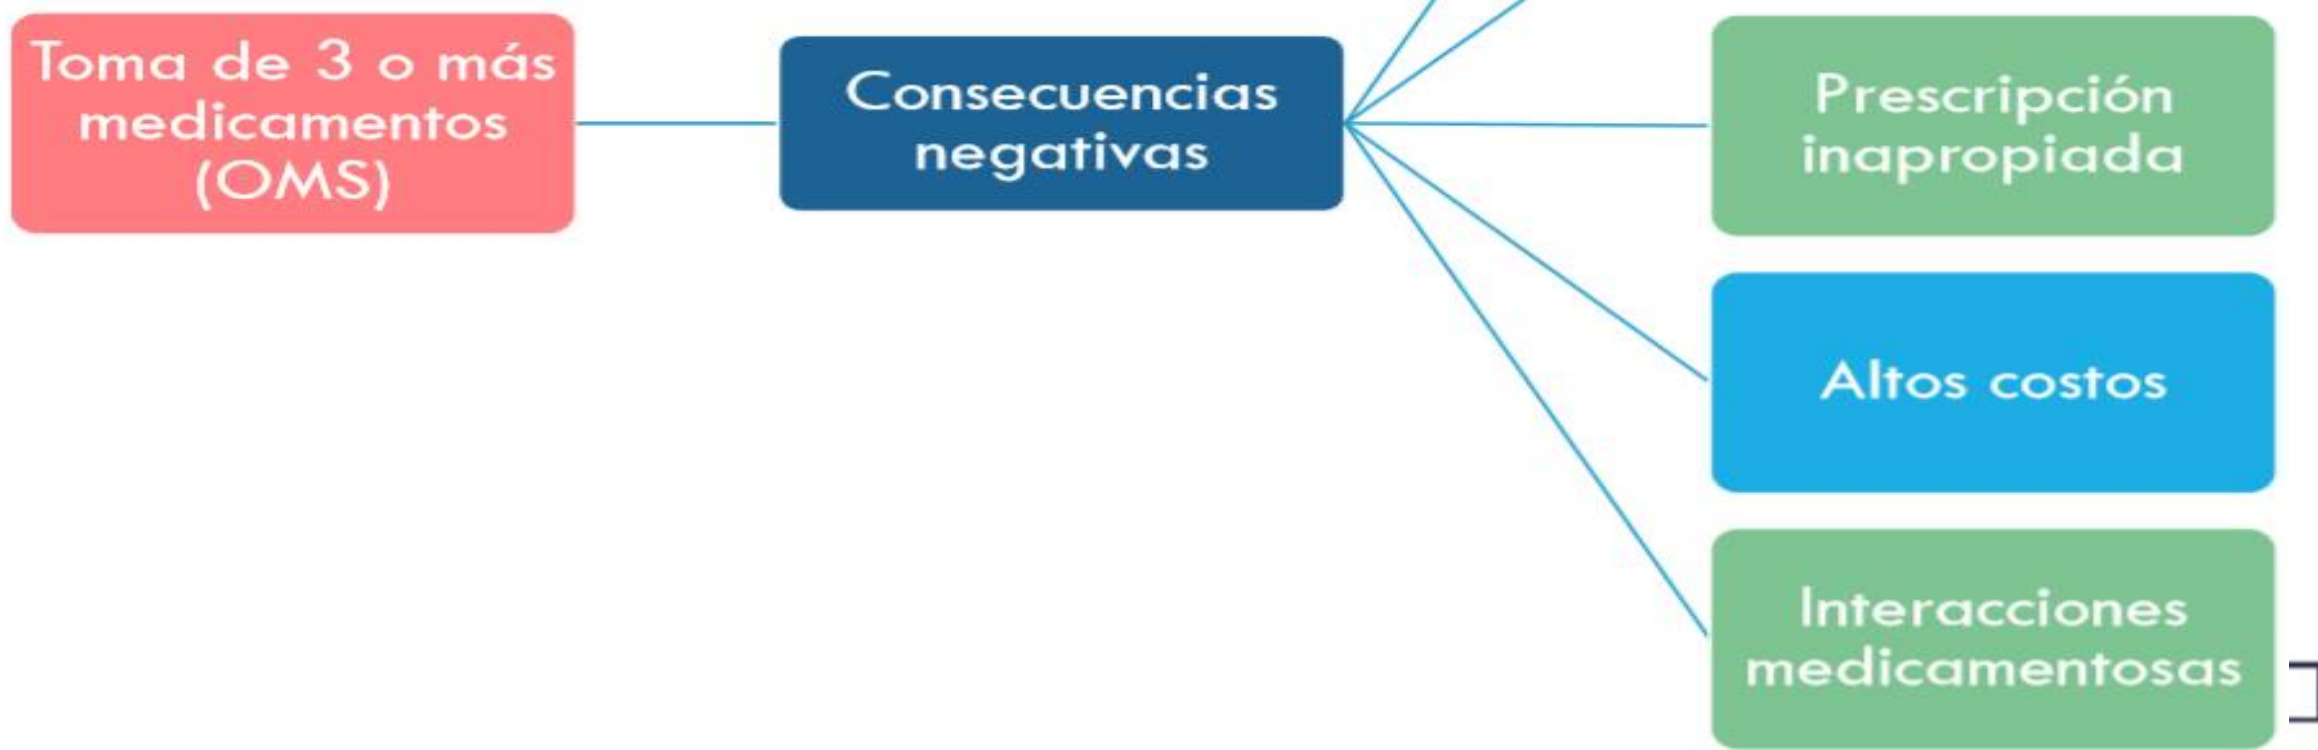 Toma de 3 o más
medicamentos
(OMS)
Consecuencias
negativas
Prescripción
inapropiada
Altos costos
Interacciones
medicamentosas